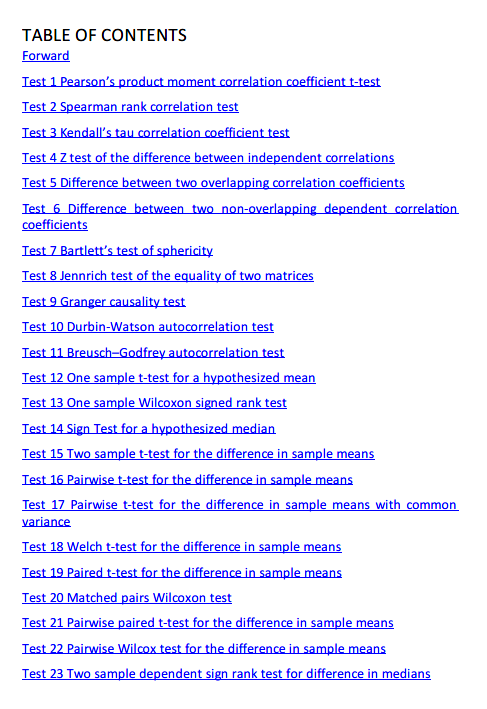 TABLE OF CONTENTS
Forward
Test 1 Pearson’s product moment correlation coefficient t-test
Test 2 Spearman rank correlation test
Test 3 Kendall’s tau correlation coefficient test
Test 4 Z test of the difference between independent correlations
Test 5 Difference between two overlapping correlation coefficients
Test 6 Difference between two non-overlapping dependent correlation
coefficients
Test 7 Bartlett’s test of sphericity
Test 8 Jennrich test of the equality of two matrices
Test 9 Granger causality test
Test 10 Durbin-Watson autocorrelation test
Test 11 Breusch–Godfrey autocorrelation test
Test 12 One sample t-test for a hypothesized mean
Test 13 One sample Wilcoxon signed rank test
Test 14 Sign Test for a hypothesized median
Test 15 Two sample t-test for the difference in sample means
Test 16 Pairwise t-test for the difference in sample means
Test 17 Pairwise t-test for the difference in sample means with common
variance
Test 18 Welch t-test for the difference in sample means
Test 19 Paired t-test for the difference in sample means
Test 20 Matched pairs Wilcoxon test
Test 21 Pairwise paired t-test for the difference in sample means
Test 22 Pairwise Wilcox test for the difference in sample means
Test 23 Two sample dependent sign rank test for difference in medians